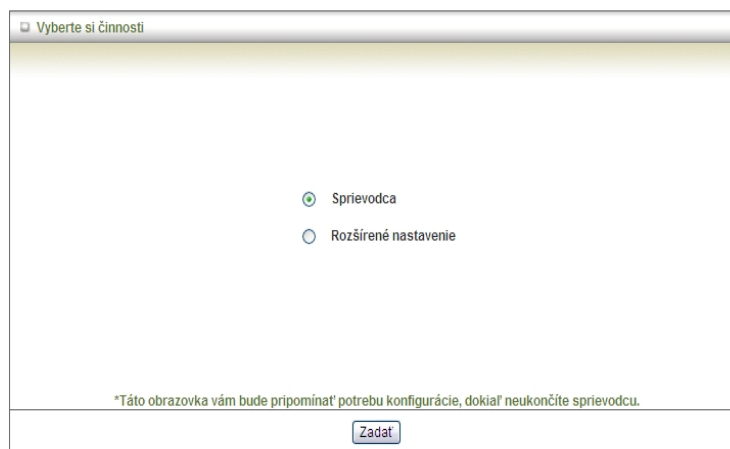 Vyberte si činnosti
Sprievodca
Rozšírené nastavenie
*Táto obrazovka vám bude pripomínať potrebu konfigurácie, dokiaľ neukončíte sprievodcu.
Zadať